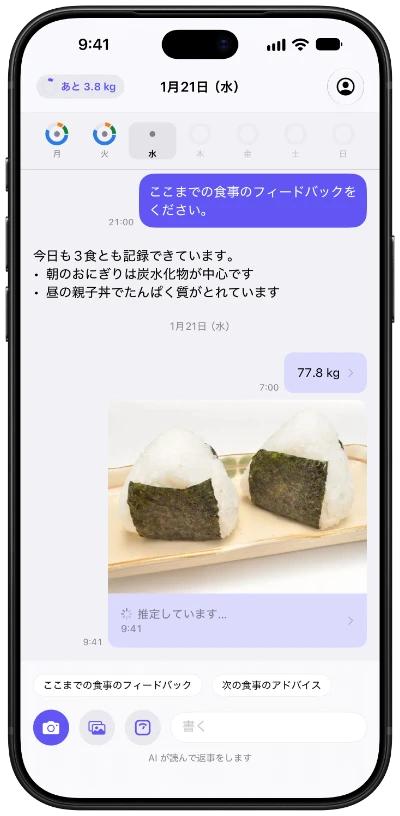 9:41
あと 3.8 kg
1月21日（水）
月
火
水
木
金
土
日
ここまでの食事のフィードバックを
ください。
21:00
今日も３食とも記録できています。
・ 朝のおにぎりは炭水化物が中心です
・ 昼の親子丼でたんぱく質がとれています
1月21日（水）
77.8 kg
7:00
推定しています...
9:41
9:41
ここまでの食事のフィードバック
次の食事のアドバイス
書く
AI が読んで返事をします